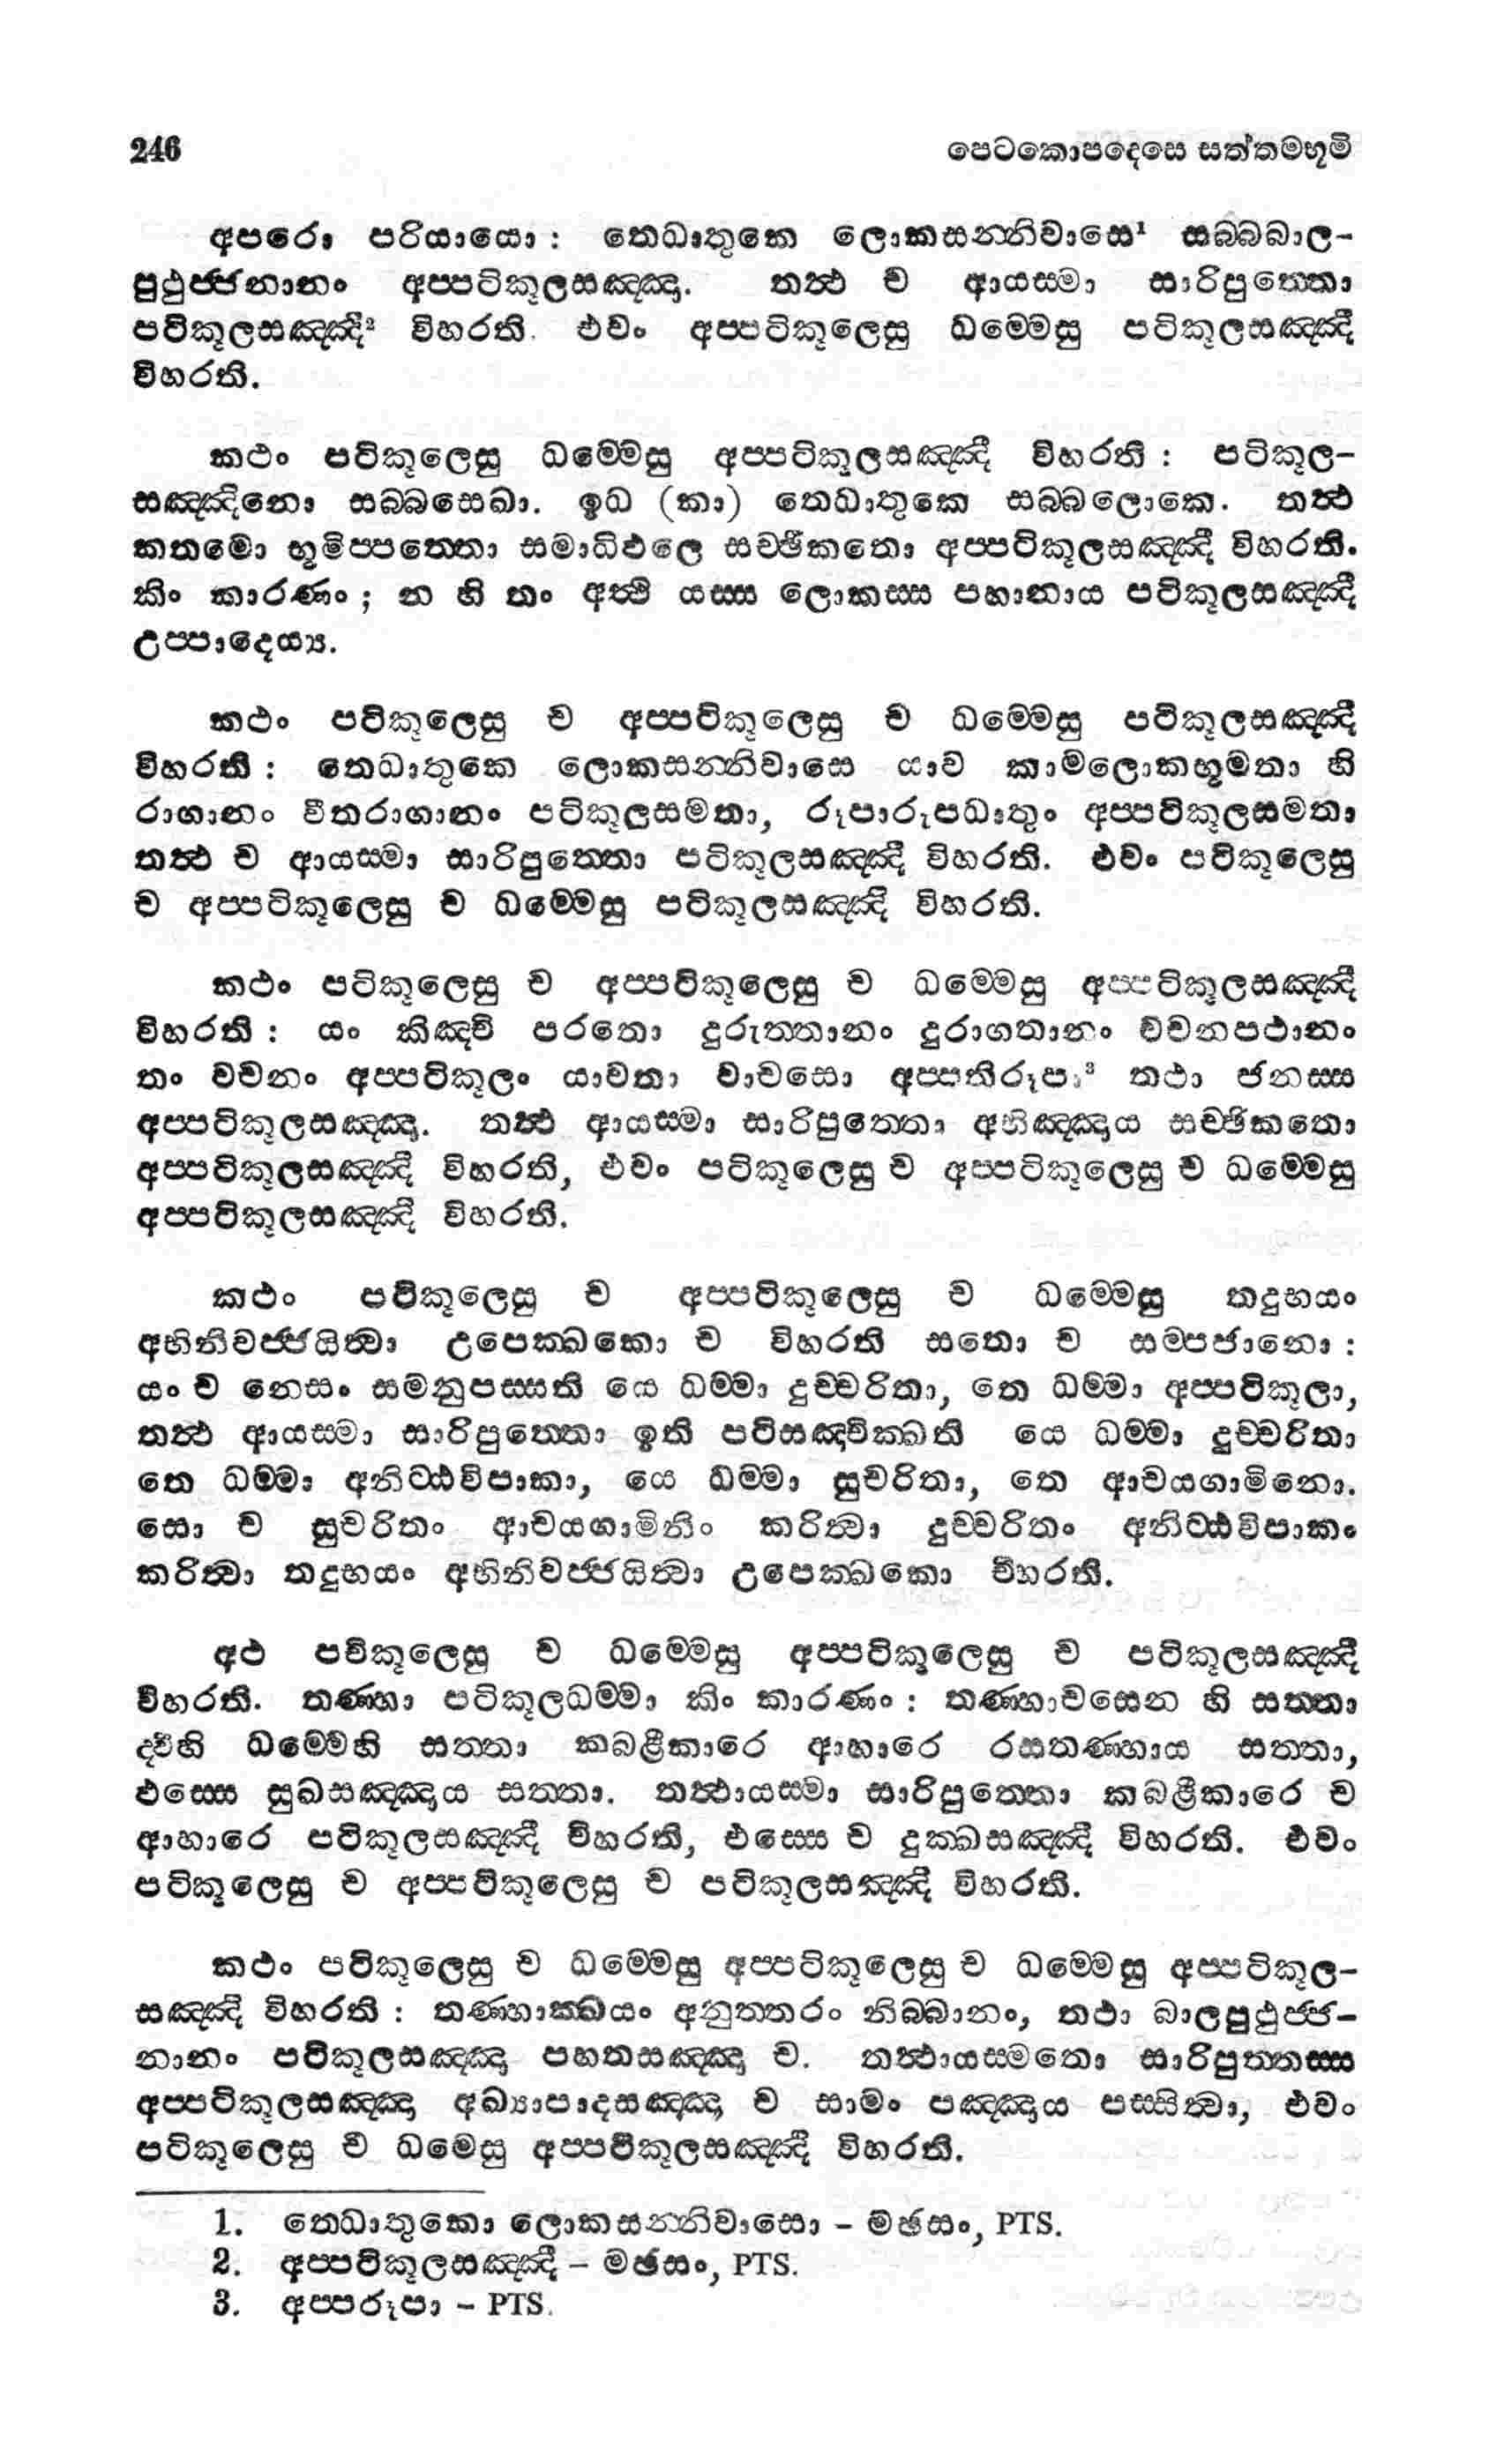 246 පෙටකොපදෙසෙ සත්තමභූමි
අපරො පරියායො : තෙධාතුකෙ ලොකසන්නිවාසෙ¹ සබ්බබාල-
පුථුජ්ජනානං අප්පටිකූලසඤ්ඤා. තත්ථ ච ආයස්මා සාරිපුත්තො
පටිකූලසඤ්ඤී² විහරති. එවං අප්පටිකූලෙසු ධම්මෙසු පටිකූලසඤ්ඤී
විහරති.
කථං පටිකූලෙසු ධම්මෙසු අප්පටිකූලසඤ්ඤී විහරති : පටිකූල-
සඤ්ඤිනො සබ්බසෙඛා. ඉධ (කා) තෙධාතුකෙ සබ්බලොකෙ. තත්ථ
කතමො භූමිප්පත්තො සමාධිඵලෙ සච්ඡීකතො අප්පටිකූලසඤ්ඤී විහරති.
කිං කාරණං ; න හි තං අත්ථි යස්ස ලොකස්ස පහානාය පටිකූලසඤ්ඤී
උප්පාදෙය්‍ය.
කථං පටිකූලෙසු ච අප්පටිකූලෙසු ච ධම්මෙසු පටිකූලසඤ්ඤී
විහරති : තෙධාතුකෙ ලොකසන්නිවාසෙ යාව කාමලොකභූමතා හි
රාගානං වීතරාගානං පටිකූලසමතා, රූපාරූපධාතුං අප්පටිකූලසමතා
තත්ථ ච ආයස්මා සාරිපුත්තො පටිකූලසඤ්ඤී විහරති. එවං පටිකූලෙසු
ච අප්පටිකූලෙසු ච ධම්මෙසු පටිකූලසඤ්ඤී විහරති.
කථං පටිකූලෙසු ච අප්පටිකූලෙසු ච ධම්මෙසු අප්පටිකූලසඤ්ඤී
විහරති : යං කිඤ්චි පරතො දුරුත්තානං දුරාගතානං වචනපථානං
තං වචනං අප්පටිකූලං යාවතා වාචසො අප්පතිරූපා³ තථා ජනස්ස
අප්පටිකූලසඤ්ඤා. තත්ථ ආයස්මා සාරිපුත්තො අභිඤ්ඤාය සච්ඡිකතො
අප්පටිකූලසඤ්ඤී විහරති, එවං පටිකූලෙසු ච අප්පටිකූලෙසු ච ධම්මෙසු
අප්පටිකූලසඤ්ඤී විහරති.
කථං පටිකූලෙසු ච අප්පටිකූලෙසු ච ධම්මෙසු තදුභයං
අභිනිවජ්ජයිත්වා උපෙක්ඛකො ච විහරති සතො ච සම්පජානො :
යං ච නෙසං සමනුපස්සති යෙ ධම්මා දුච්චරිතා, තෙ ධම්මා අප්පටිකූලා,
තත්ථ ආයස්මා සාරිපුත්තො ඉති පටිසඤ්චික්ඛති යෙ ධම්මා දුච්චරිතා
තෙ ධම්මා අනිට්ඨවිපාකා, යෙ ධම්මා සුචරිතා, තෙ ආචයගාමිනො.
සො ච සුචරිතං ආචයගාමිනිං කරිත්වා දුච්චරිතං අනිට්ඨවිපාකං
කරිත්වා තදුභයං අභිනිවජ්ජයිත්වා උපෙක්ඛකො විහරති.
අථ පටිකූලෙසු ච ධම්මෙසු අප්පටිකූලෙසු ච පටිකූලසඤ්ඤී
විහරති. තණ්හා පටිකූලධම්මා කිං කාරණං : තණ්හාවසෙන හි සත්තා
ද්වීහි ධම්මෙහි සත්තා කබළීකාරෙ ආහාරෙ රසතණ්හාය සත්තා,
ඵස්සෙ සුඛසඤ්ඤාය සත්තා. තත්ථායස්මා සාරිපුත්තො කබළීකාරෙ ච
ආහාරෙ පටිකූලසඤ්ඤී විහරති, ඵස්සෙ ච දුක්ඛසඤ්ඤී විහරති. එවං
පටිකූලෙසු ච අප්පටිකූලෙසු ච පටිකූලසඤ්ඤී විහරති.
කථං පටිකූලෙසු ච ධම්මෙසු අප්පටිකූලෙසු ච ධම්මෙසු අප්පටිකූල-
සඤ්ඤී විහරති : තණ්හාක්ඛයං අනුත්තරං නිබ්බානං, තථා බාලපුථුජ්ජ-
නානං පටිකූලසඤ්ඤා පහතසඤ්ඤා ච. තත්ථායස්මතො සාරිපුත්තස්ස
අප්පටිකූලසඤ්ඤා අඛ්‍යාපාදසඤ්ඤා ච සාමං පඤ්ඤාය පස්සිත්වා, එවං
පටිකූලෙසු ච ධමෙසු අප්පටිකූලසඤ්ඤී විහරති.
1. තෙධාතුකො ලොකසන්නිවාසො – මඡසං, PTS.
2. අප්පටිකූලසඤ්ඤී – මඡසං, PTS.
3. අප්පරූපා – PTS.